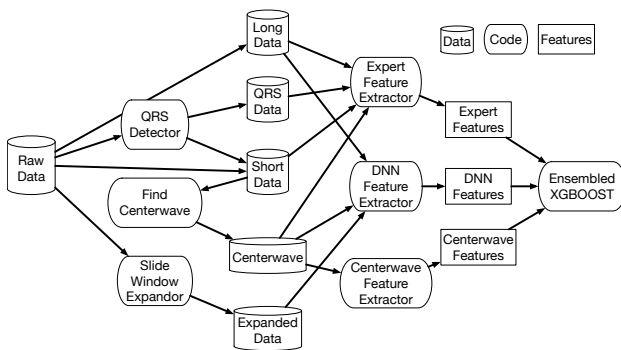 Long
Data
Data
Code
Features
QRS
Data
Expert
Feature
Extractor
QRS
Detector
Expert
Features
Raw
Data
Short
Data
Find
Centerwave
DNN
Feature
Extractor
DNN
Features
Ensembled
XGBOOST
Centerwave
Centerwave
Features
Slide
Window
Expandor
Centerwave
Feature
Extractor
Expanded
Data